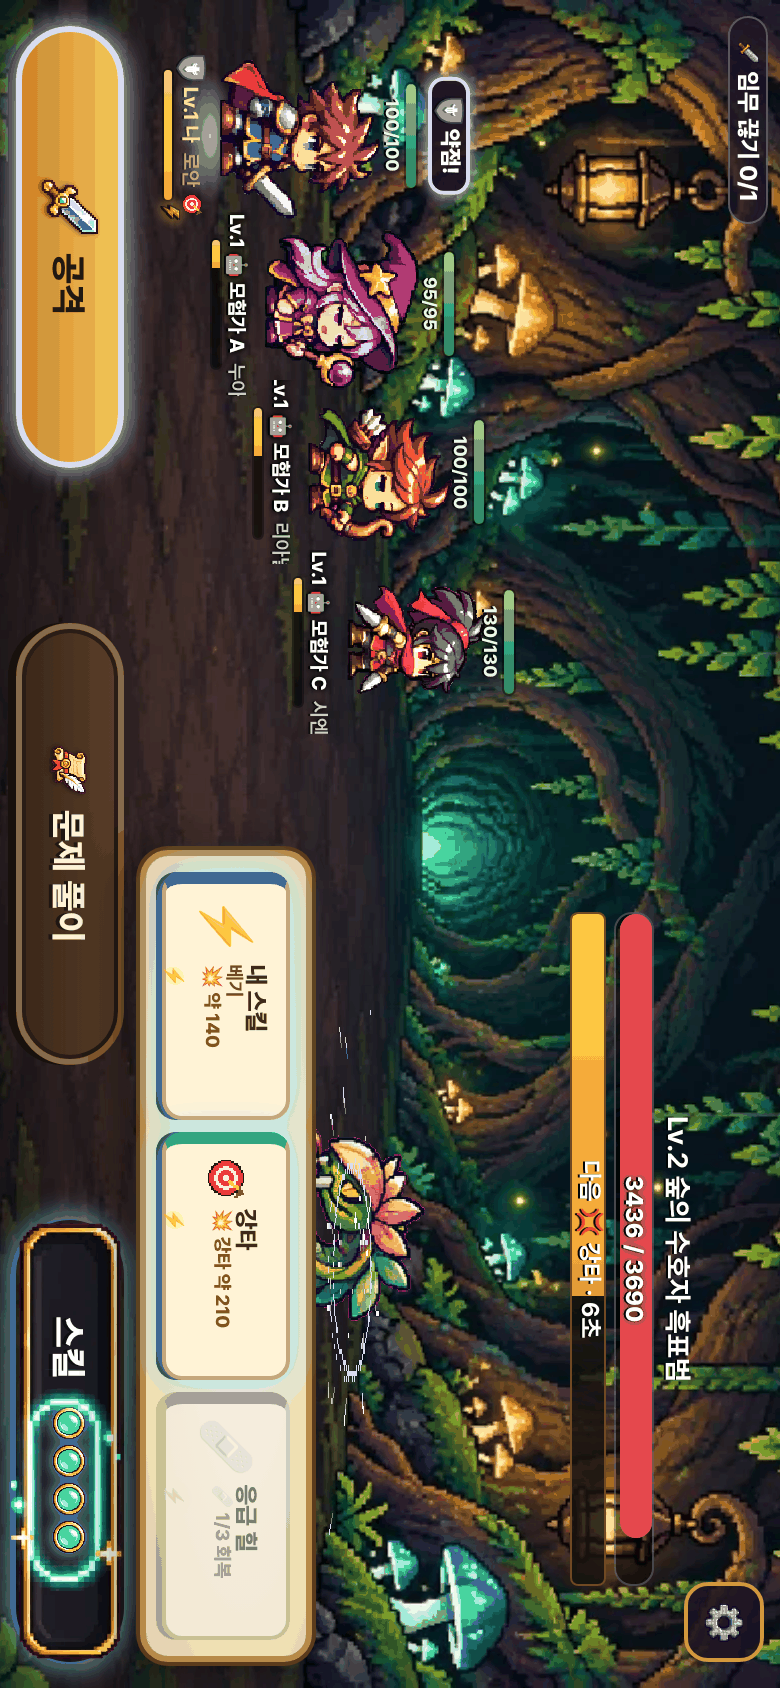 임무 끊기 0/1
Lv.2 숲의 수호자 흑표범
3436 / 3690
다음 강타 · 6초
약점!
100/100
95/95
100/100
130/130
Lv.1 나 로안
Lv.1 모험가 A 누아
Lv.1 모험가 B 리아
Lv.1 모험가 C 시엔
내 스킬
베기
약 140
강타
강타 약 210
응급 힐
1/3 회복
공격
문제 풀이
스킬